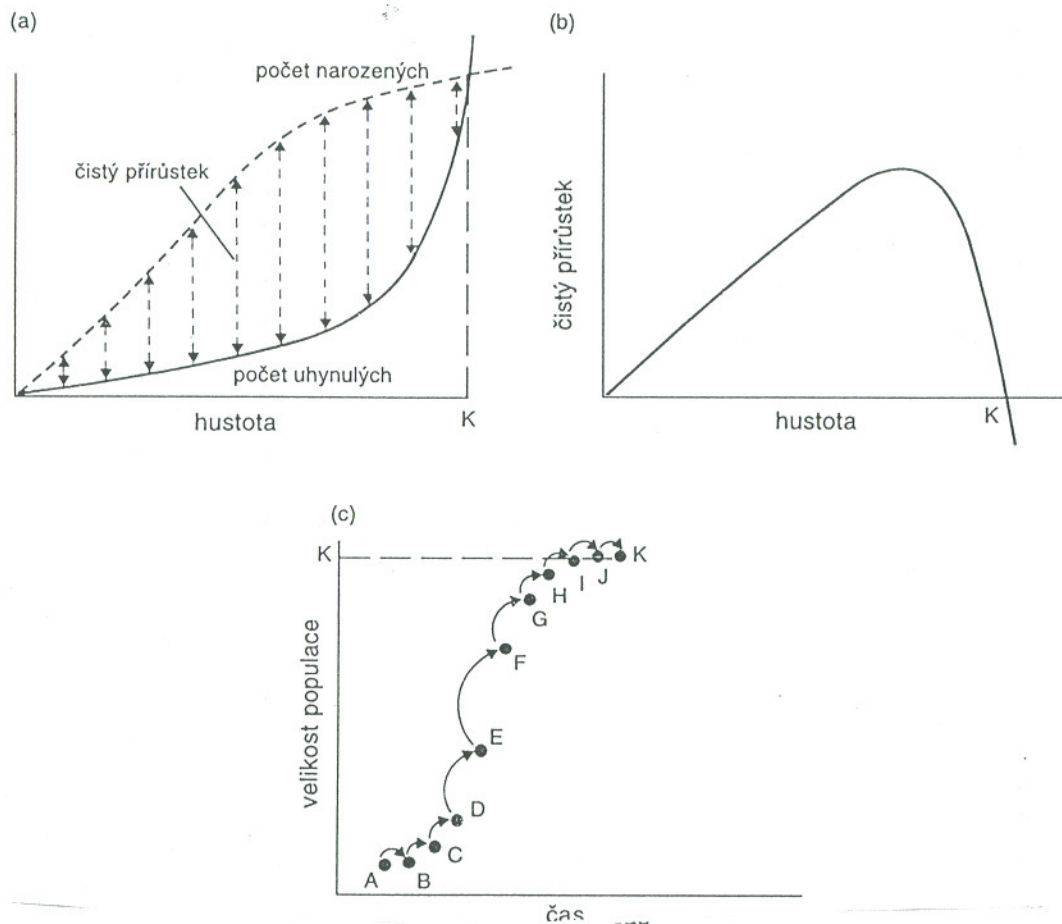 (a)
počet narozených
čistý přírůstek
počet uhynulých
hustota
K
(b)
čistý přírůstek
hustota
K
(c)
K
velikost populace
A
B
C
D
E
F
G
H
I
J
K
čas